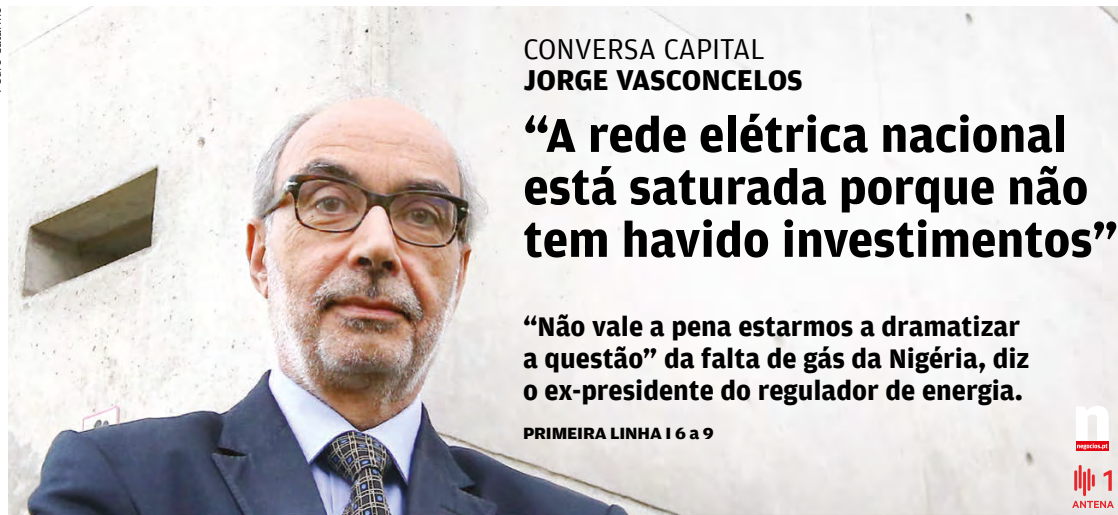 CONVERSA CAPITAL
JORGE VASCONCELOS
“A rede elétrica nacional
está saturada porque não
tem havido investimentos”
“Não vale a pena estarmos a dramatizar
a questão” da falta de gás da Nigéria, diz
o ex-presidente do regulador de energia.
PRIMEIRA LINHA I 6 a 9
n
negocios.pt
1
ANTENA